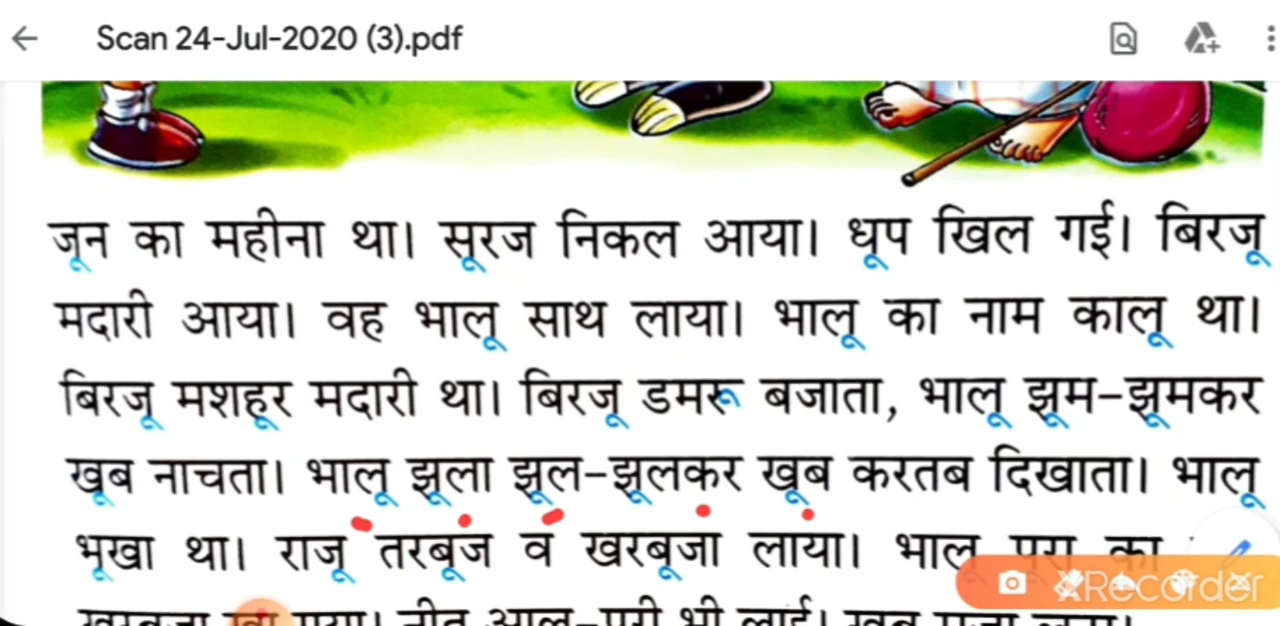 Scan 24-Jul-2020 (3).pdf
जून का महीना था। सूरज निकल आया। धूप खिल गई। बिरजू
मदारी आया। वह भालू साथ लाया। भालू का नाम कालू था।
बिरजू मशहूर मदारी था। बिरजू डमरू बजाता, भालू झूम-झूमकर
खूब नाचता। भालू झूला झूल-झूलकर खूब करतब दिखाता। भालू
भूखा था। राजू तरबूज व खरबूजा लाया। भालू पूरा का
XRecorder